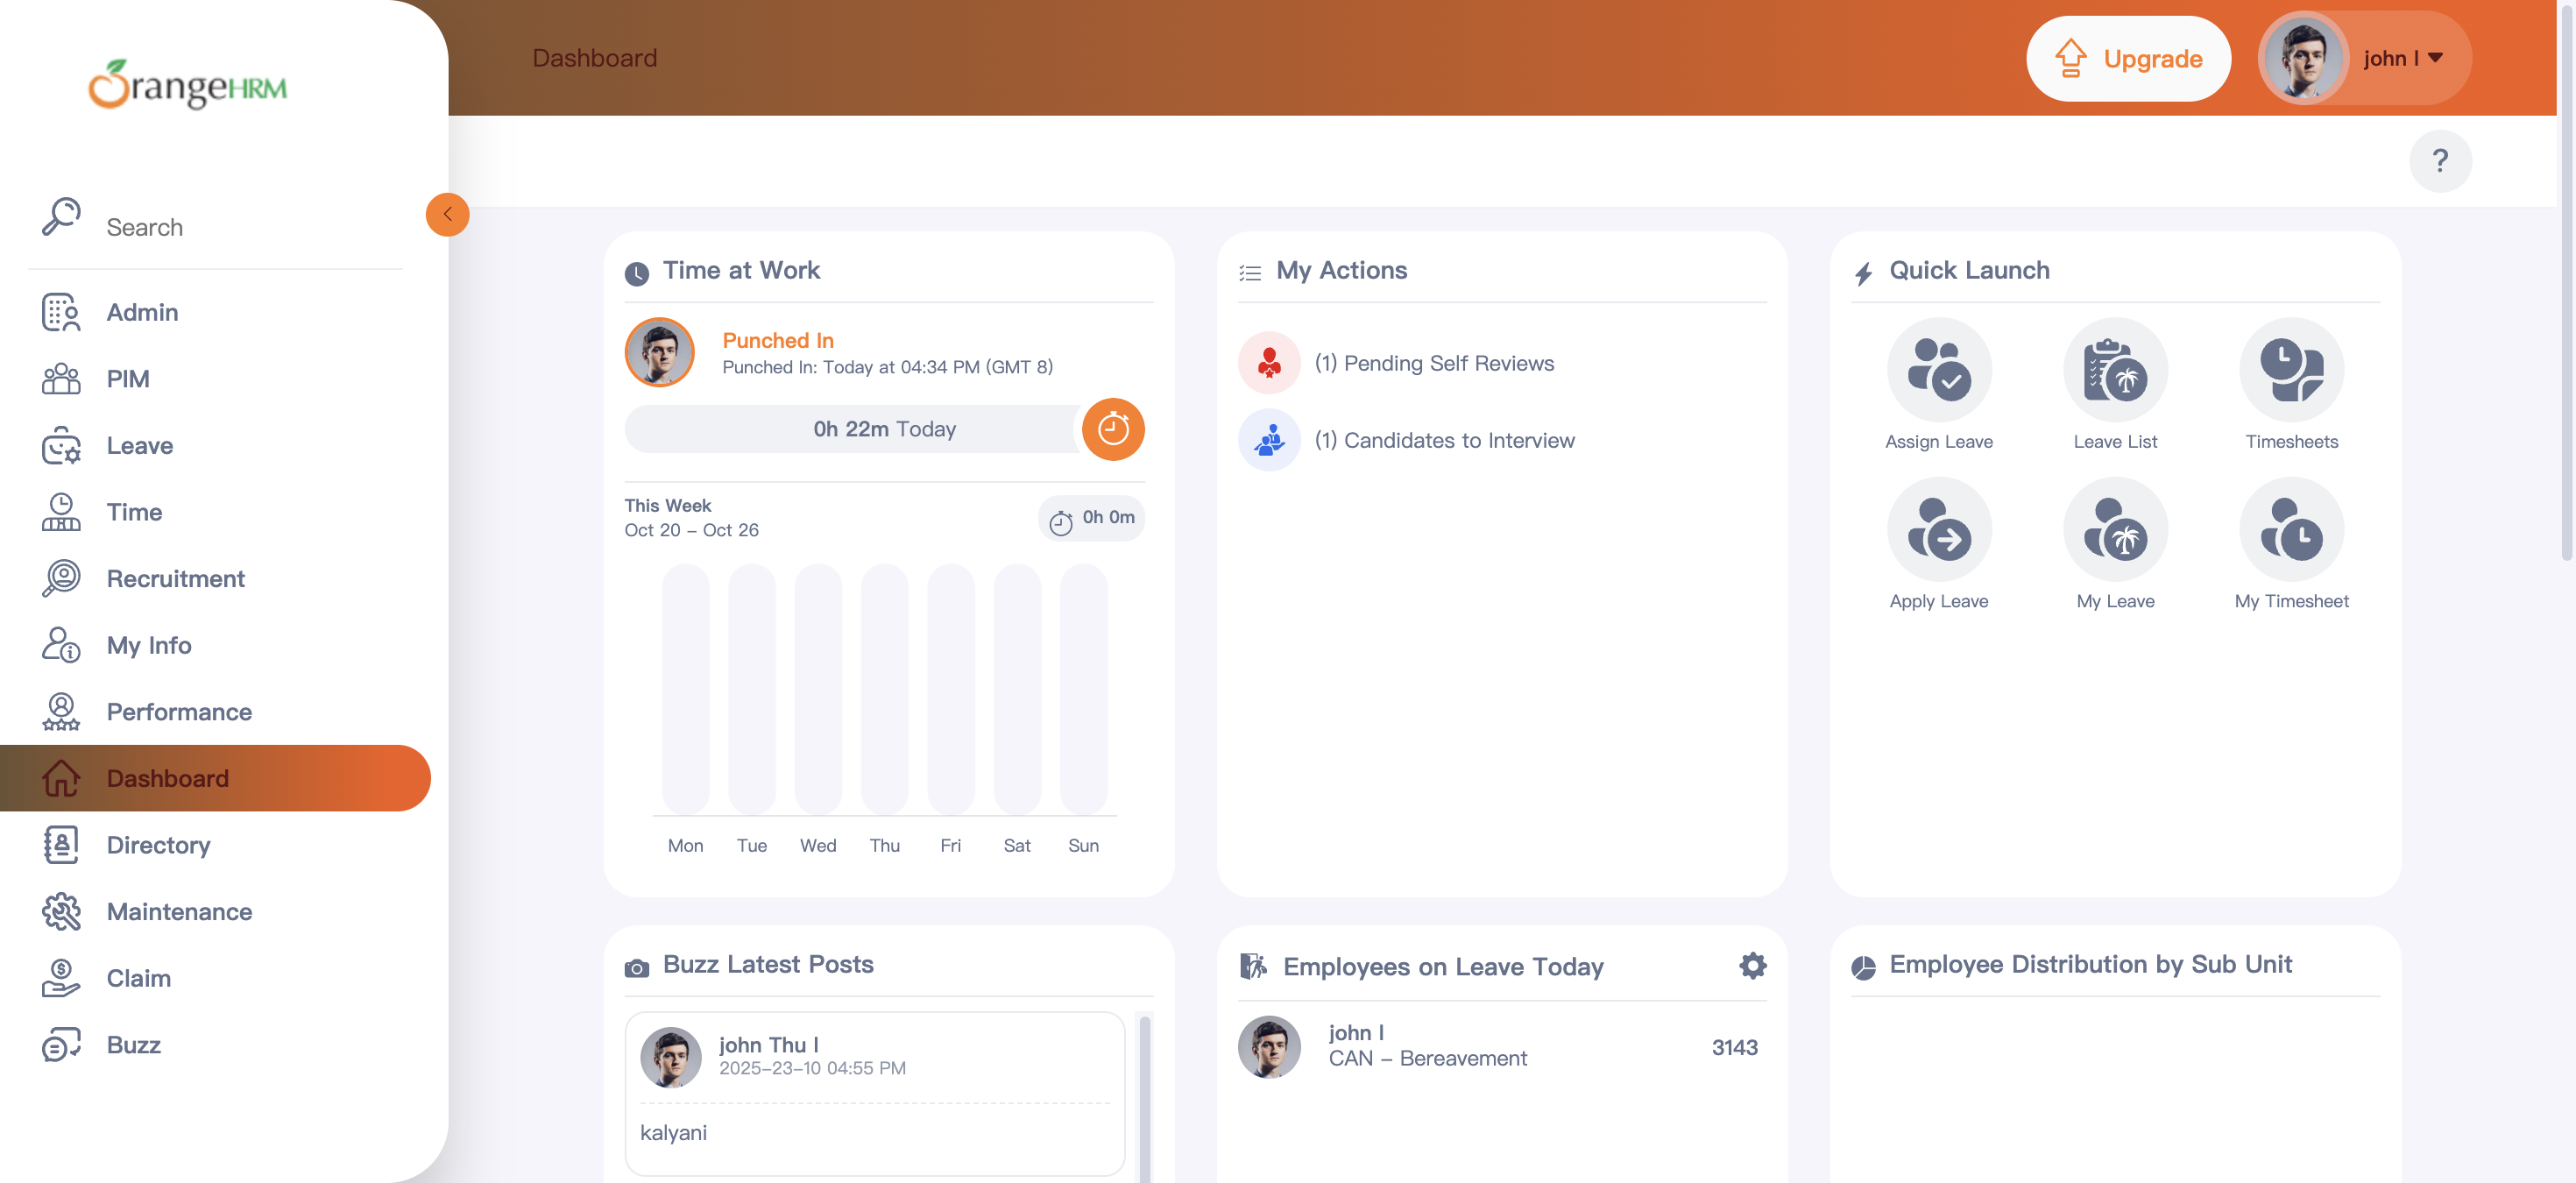 OrangeHRM
Dashboard
Upgrade
john l
?
Search
Admin
PIM
Leave
Time
Recruitment
My Info
Performance
Dashboard
Directory
Maintenance
Claim
Buzz
Time at Work
Punched In
Punched In: Today at 04:34 PM (GMT 8)
0h 22m Today
This Week
Oct 20 – Oct 26
0h 0m
Mon Tue Wed Thu Fri Sat Sun
My Actions
(1) Pending Self Reviews
(1) Candidates to Interview
Quick Launch
Assign Leave
Leave List
Timesheets
Apply Leave
My Leave
My Timesheet
Buzz Latest Posts
john Thu l
2025–23–10 04:55 PM
kalyani
Employees on Leave Today
john l
CAN – Bereavement
3143
Employee Distribution by Sub Unit